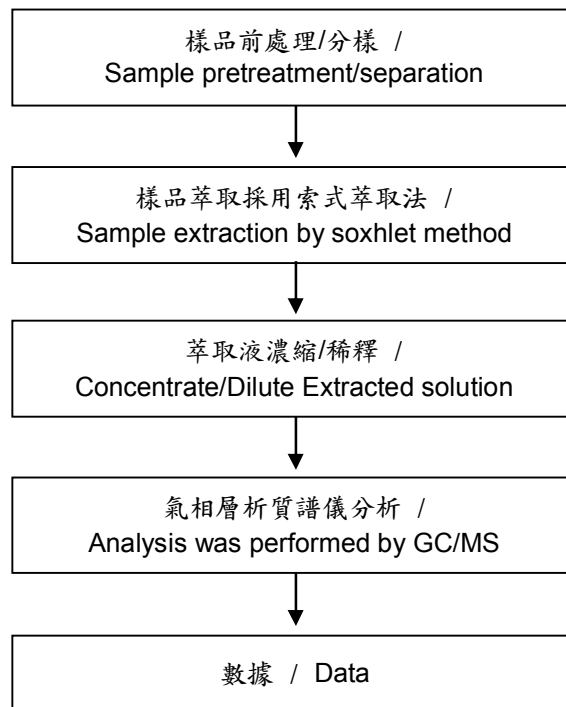 樣品前處理/分樣 /
Sample pretreatment/separation
樣品萃取採用索式萃取法 /
Sample extraction by soxhlet method
萃取液濃縮/稀釋 /
Concentrate/Dilute Extracted solution
氣相層析質譜儀分析 /
Analysis was performed by GC/MS
數據 / Data